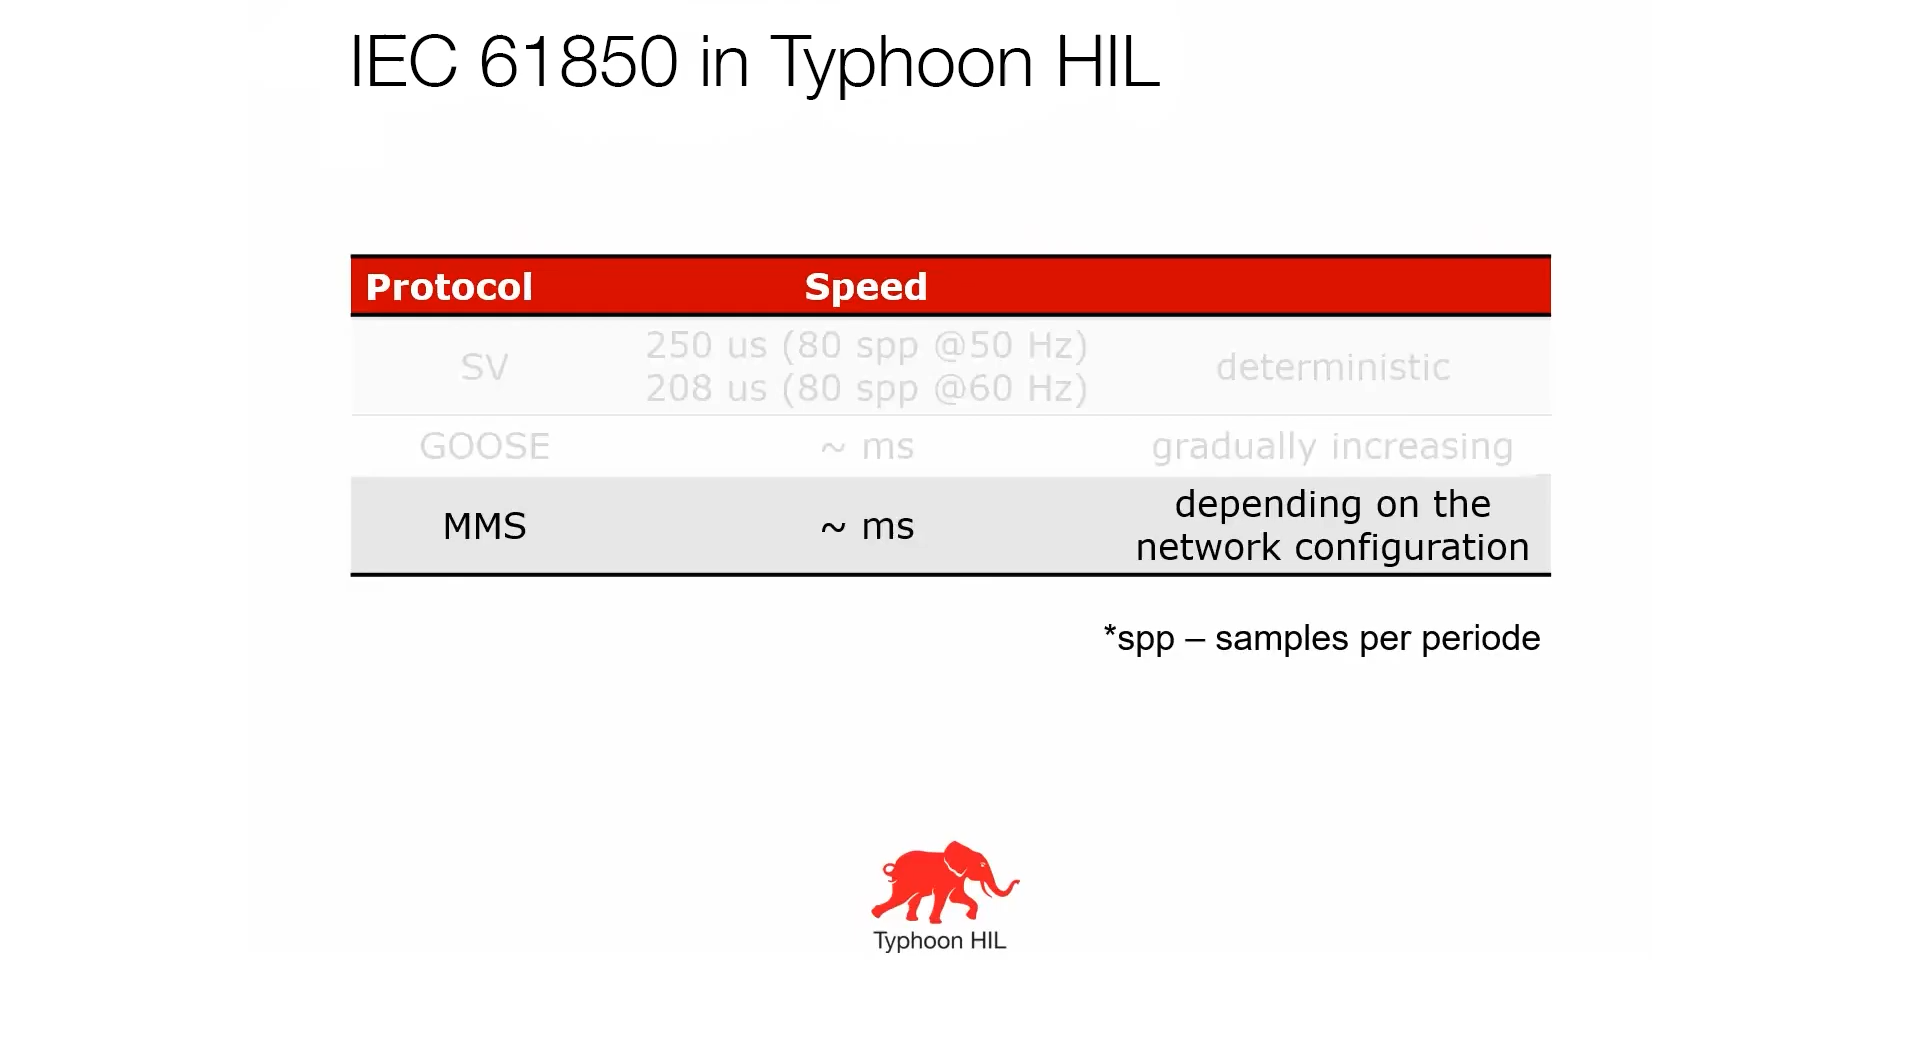 IEC 61850 in Typhoon HIL
Protocol Speed
SV 250 us (80 spp @50 Hz) deterministic
208 us (80 spp @60 Hz)
GOOSE ~ ms gradually increasing
MMS ~ ms depending on the
network configuration
*spp – samples per periode
Typhoon HIL